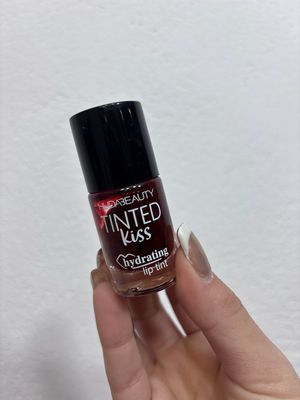 HUDABEAUTY
TINTED
Kiss
hydrating
lip tint